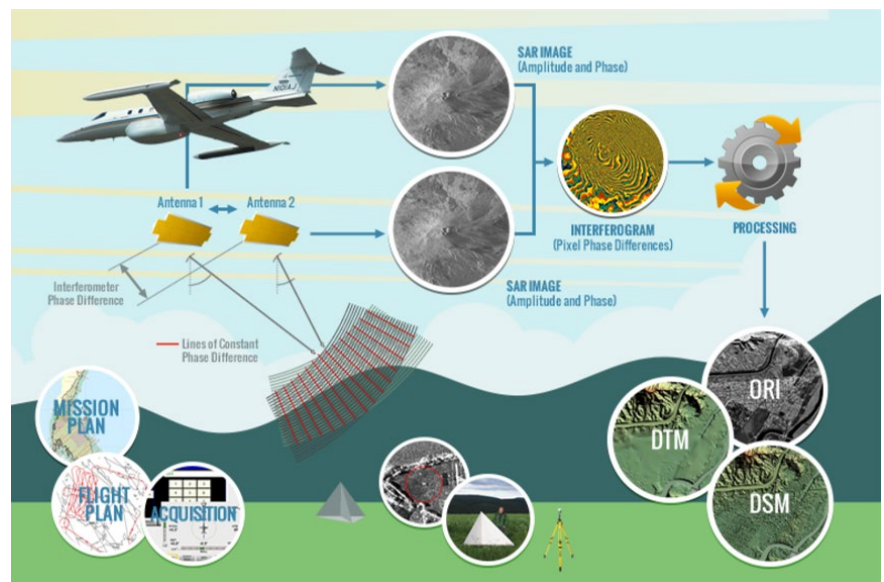 SAR IMAGE
(Amplitude and Phase)
N101AJ
Antenna 1
Antenna 2
INTERFEROGRAM
(Pixel Phase Differences)
PROCESSING
Interferometer
Phase Difference
SAR IMAGE
(Amplitude and Phase)
Lines of Constant
Phase Difference
MISSION
PLAN
FLIGHT
PLAN
ACQUISITION
ORI
DTM
DSM